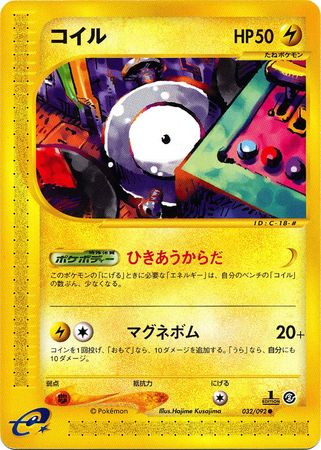 コイル HP50
たねポケモン
ID:C-18-#
特殊体質
ポケボディー ひきあうからだ
このポケモンの「にげる」ときに必要な「エネルギー」は、自分のベンチの「コイル」
の数ぶん、少なくなる。
マグネボム 20+
コインを1回投げ、「おもて」なら、10ダメージを追加する。「うら」なら、自分にも
10ダメージ。
弱点 抵抗力 にげる
© Pokémon Illus.Hajime Kusajima
1
EDITION
032/092
e